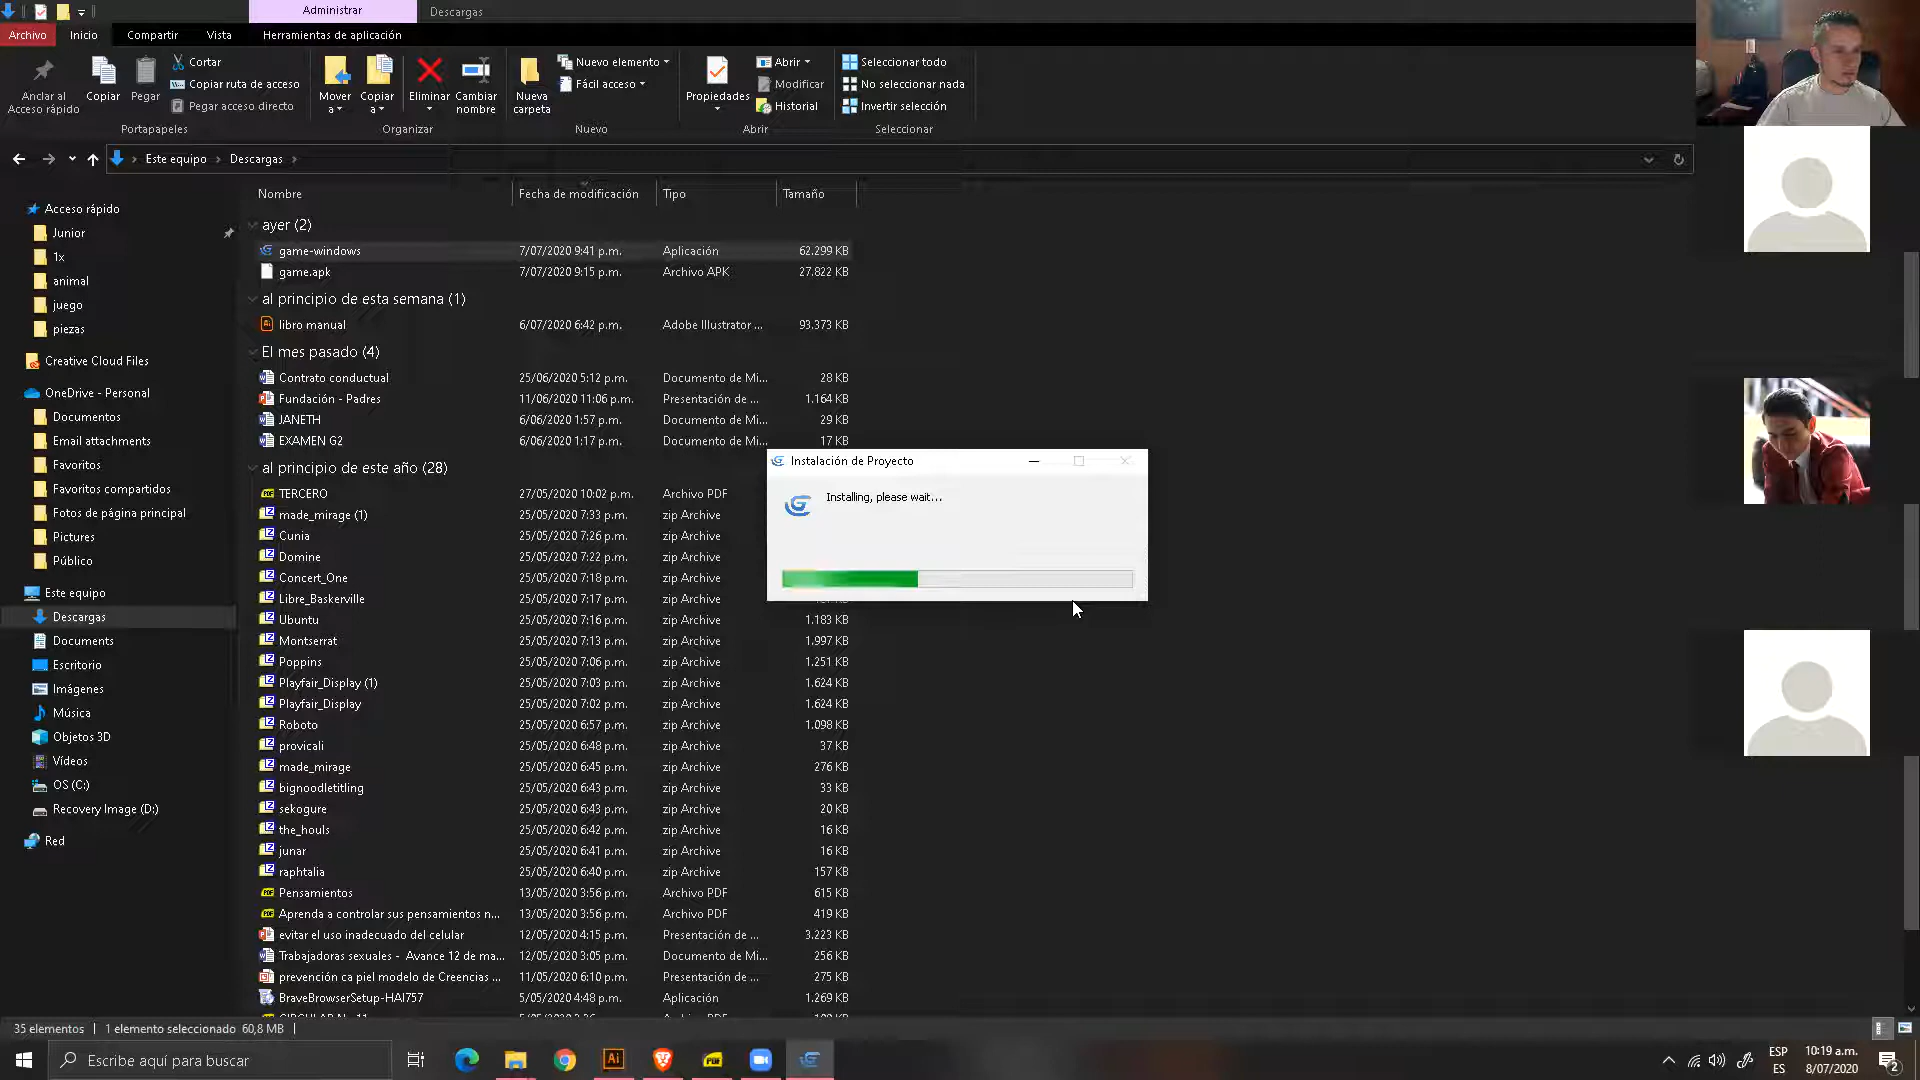 Administrar
Descargas
Archivo
Inicio
Compartir
Vista
Herramientas de aplicación
Anclar al
Acceso rápido
Copiar
Pegar
Cortar
Copiar ruta de acceso
Pegar acceso directo
Portapapeles
Mover
a
Copiar
a
Eliminar
Cambiar
nombre
Organizar
Nueva
carpeta
Nuevo elemento
Fácil acceso
Nuevo
Propiedades
Abrir
Modificar
Historial
Abrir
Seleccionar todo
No seleccionar nada
Invertir selección
Seleccionar
Este equipo
Descargas
Nombre
Fecha de modificación
Tipo
Tamaño
Acceso rápido
Junior
1x
animal
juego
piezas
Creative Cloud Files
OneDrive - Personal
Documentos
Email attachments
Favoritos
Favoritos compartidos
Fotos de página principal
Pictures
Público
Este equipo
Descargas
Documents
Escritorio
Imágenes
Música
Objetos 3D
Vídeos
OS (C:)
Recovery Image (D:)
Red
ayer (2)
game-windows 7/07/2020 9:41 p.m. Aplicación 62.299 KB
game.apk 7/07/2020 9:15 p.m. Archivo APK 27.822 KB
al principio de esta semana (1)
libro manual 6/07/2020 6:42 p.m. Adobe Illustrator ... 93.373 KB
El mes pasado (4)
Contrato conductual 25/06/2020 5:12 p.m. Documento de Mi... 28 KB
Fundación - Padres 11/06/2020 11:06 p.m. Presentación de ... 1.164 KB
JANETH 6/06/2020 1:57 p.m. Documento de Mi... 29 KB
EXAMEN G2 6/06/2020 1:17 p.m. Documento de Mi... 17 KB
al principio de este año (28)
TERCERO 27/05/2020 10:02 p.m. Archivo PDF
made_mirage (1) 25/05/2020 7:33 p.m. zip Archive
Cunia 25/05/2020 7:26 p.m. zip Archive
Domine 25/05/2020 7:22 p.m. zip Archive
Concert_One 25/05/2020 7:18 p.m. zip Archive
Libre_Baskerville 25/05/2020 7:17 p.m. zip Archive
Ubuntu 25/05/2020 7:16 p.m. zip Archive 1.183 KB
Montserrat 25/05/2020 7:13 p.m. zip Archive 1.997 KB
Poppins 25/05/2020 7:06 p.m. zip Archive 1.251 KB
Playfair_Display (1) 25/05/2020 7:03 p.m. zip Archive 1.624 KB
Playfair_Display 25/05/2020 7:02 p.m. zip Archive 1.624 KB
Roboto 25/05/2020 6:57 p.m. zip Archive 1.098 KB
provicali 25/05/2020 6:48 p.m. zip Archive 37 KB
made_mirage 25/05/2020 6:45 p.m. zip Archive 276 KB
bignoodletitling 25/05/2020 6:43 p.m. zip Archive 33 KB
sekogure 25/05/2020 6:43 p.m. zip Archive 20 KB
the_houls 25/05/2020 6:42 p.m. zip Archive 16 KB
junar 25/05/2020 6:41 p.m. zip Archive 16 KB
raphtalia 25/05/2020 6:40 p.m. zip Archive 157 KB
Pensamientos 13/05/2020 3:56 p.m. Archivo PDF 615 KB
Aprenda a controlar sus pensamientos n... 13/05/2020 3:56 p.m. Archivo PDF 419 KB
evitar el uso inadecuado del celular 12/05/2020 4:15 p.m. Presentación de ... 3.223 KB
Trabajadoras sexuales - Avance 12 de ma... 12/05/2020 3:05 p.m. Documento de Mi... 256 KB
prevención ca piel modelo de Creencias ... 11/05/2020 6:10 p.m. Presentación de ... 275 KB
BraveBrowserSetup-HAI757 5/05/2020 4:48 p.m. Aplicación 1.269 KB
Instalación de Proyecto
Installing, please wait...
35 elementos
1 elemento seleccionado 60,8 MB
Escribe aquí para buscar
Ai
PDF
ESP
ES
10:19 a.m.
8/07/2020
2